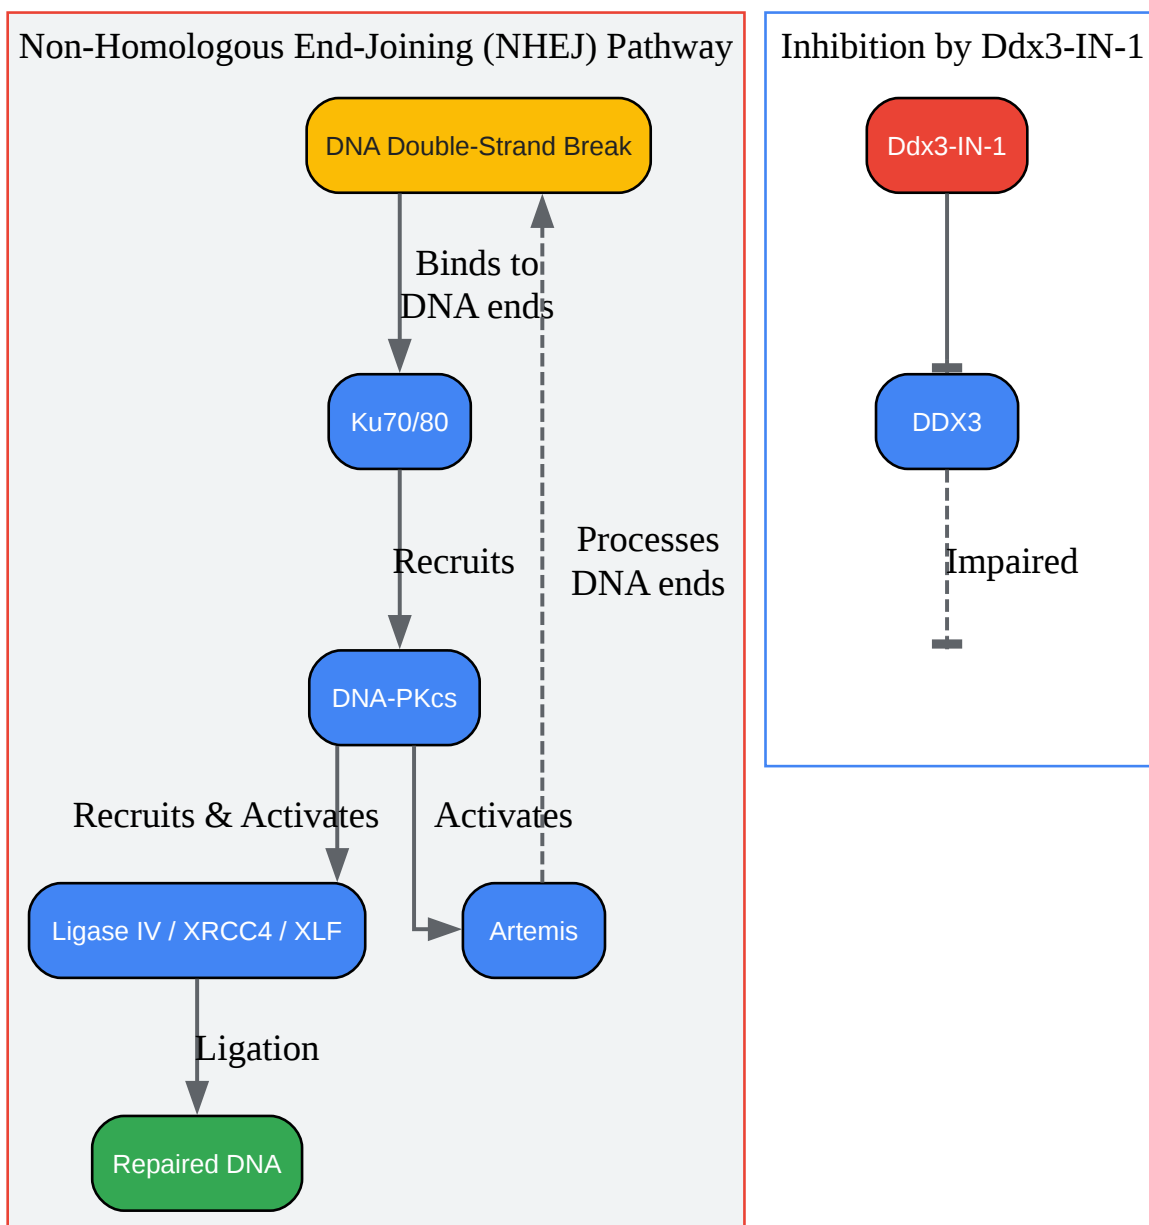 Non-Homologous End-Joining (NHEJ) Pathway
DNA Double-Strand Break
Binds to
DNA ends
Ku70/80
Recruits
Processes
DNA ends
DNA-PKcs
Recruits & Activates
Activates
Ligase IV / XRCC4 / XLF
Artemis
Ligation
Repaired DNA
Inhibition by Ddx3-IN-1
Ddx3-IN-1
DDX3
Impaired